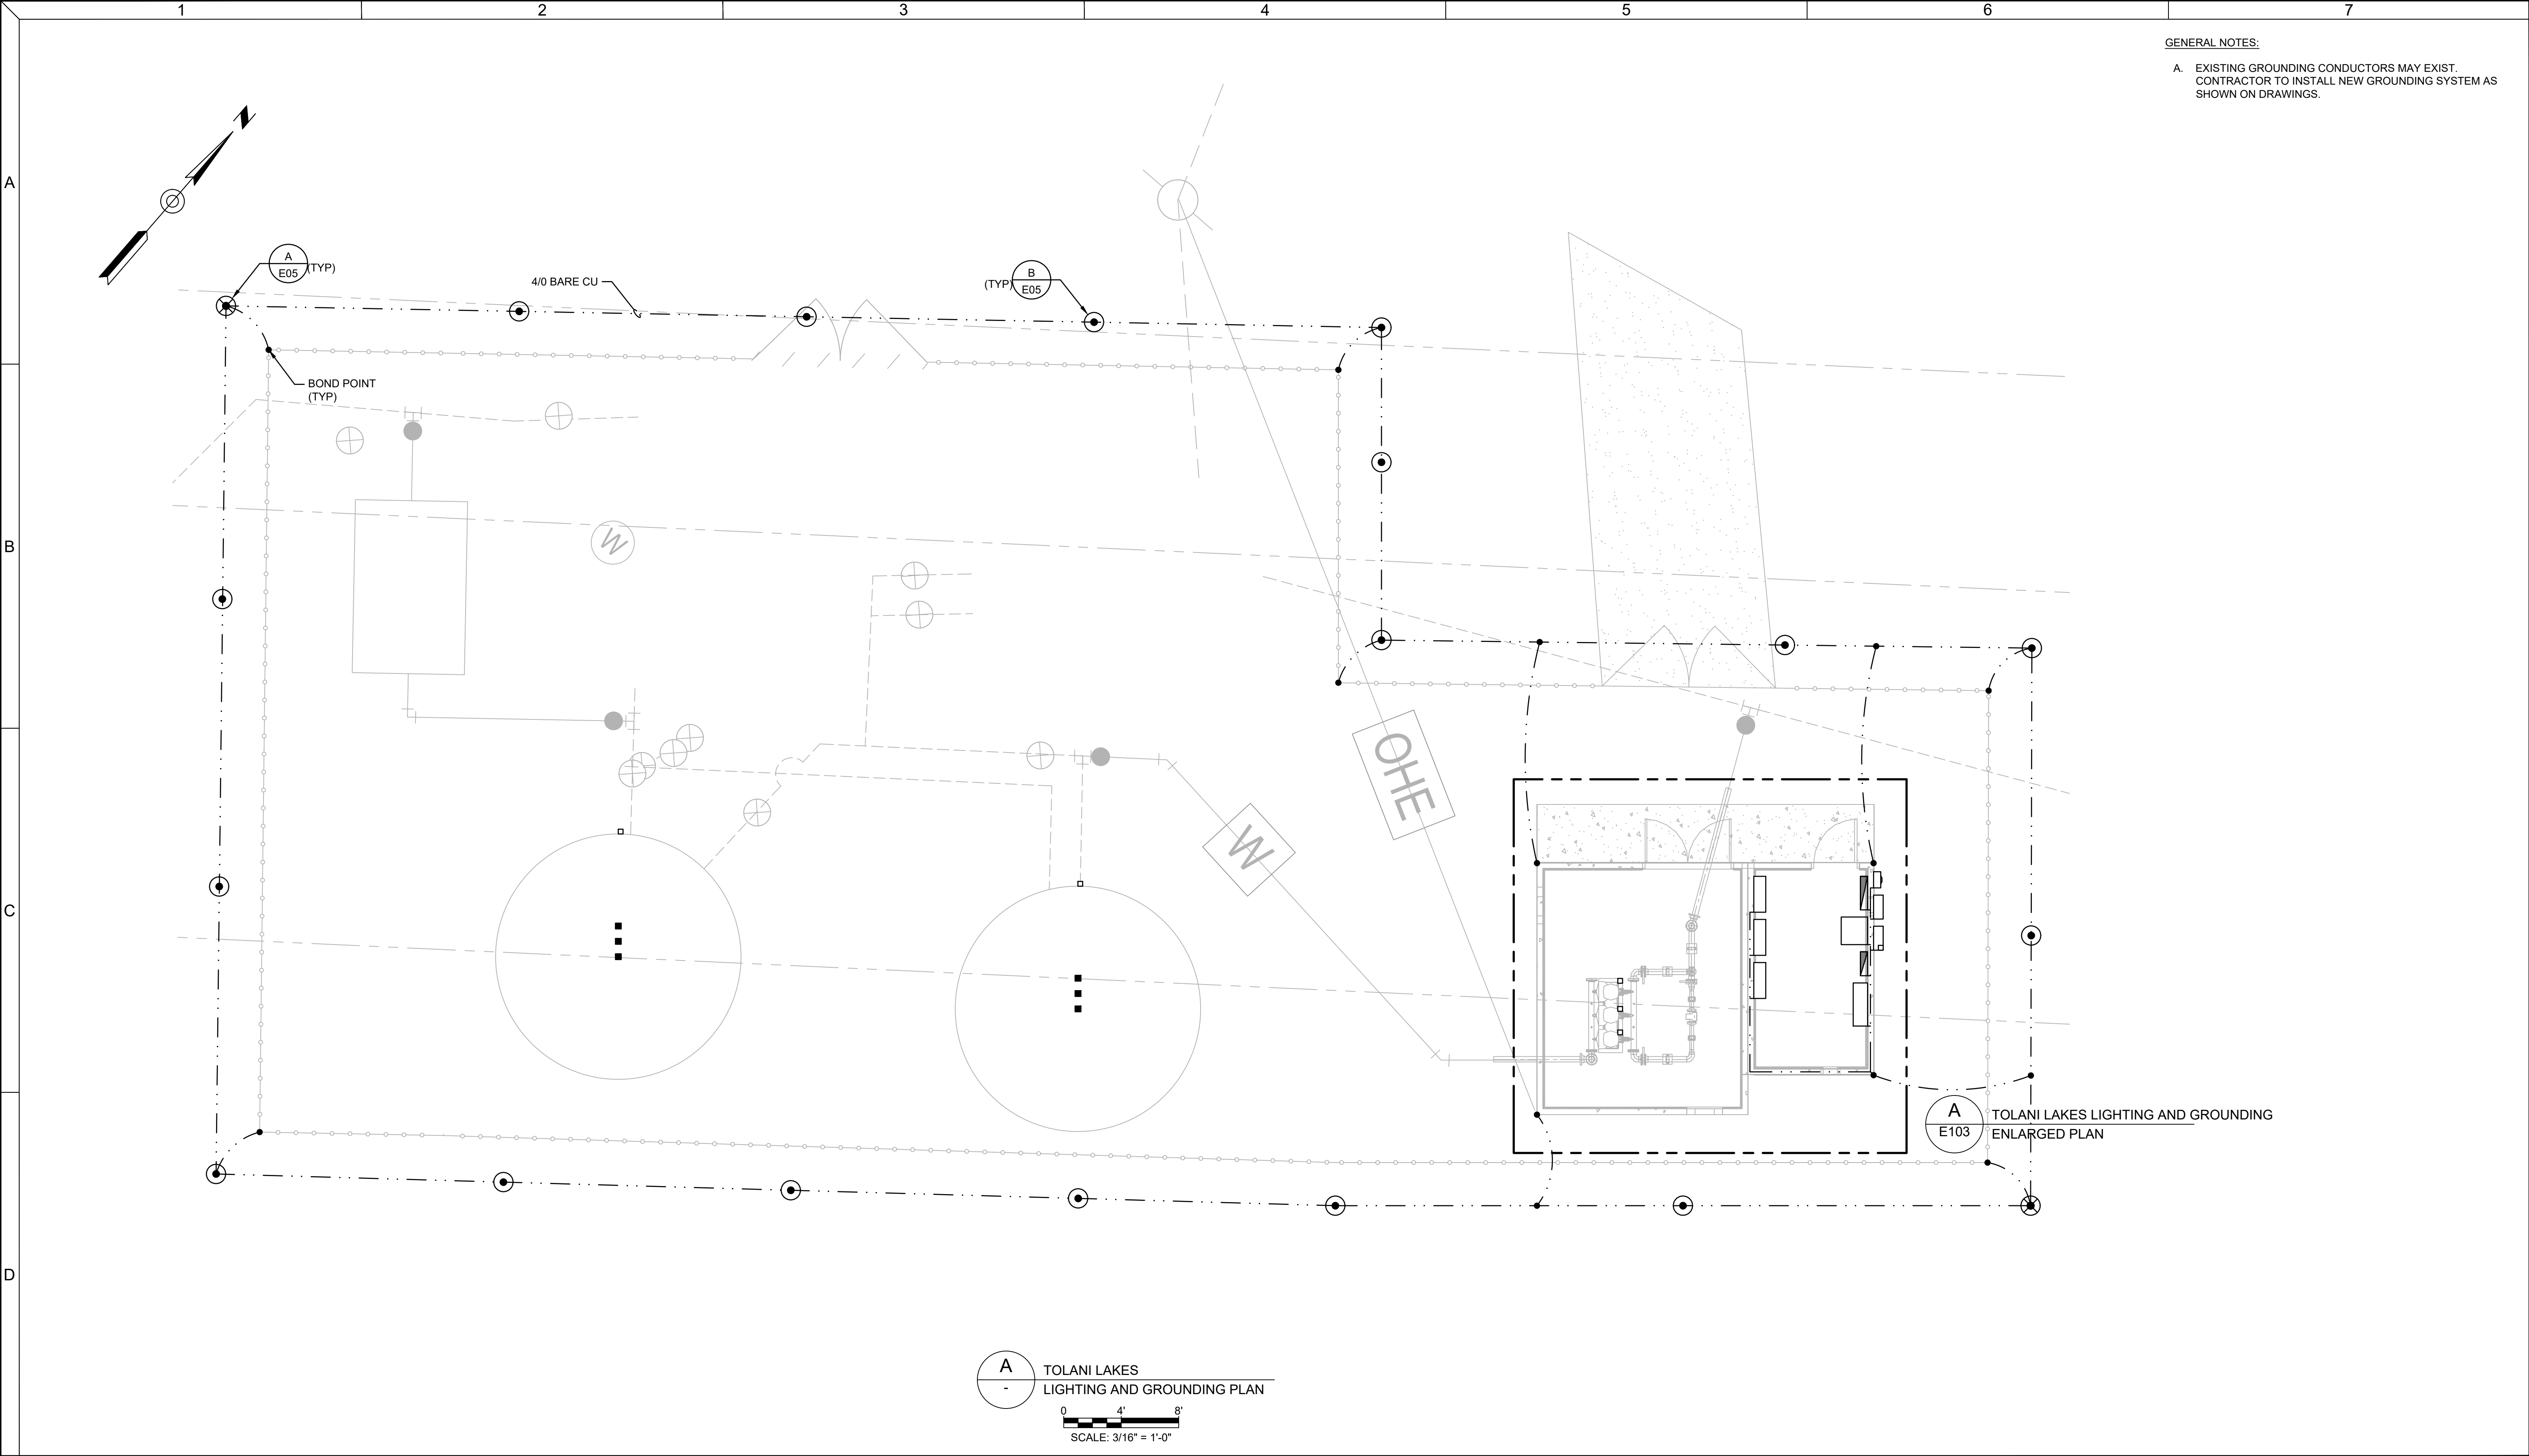 1 2 3 4 5 6 7
GENERAL NOTES:
A. EXISTING GROUNDING CONDUCTORS MAY EXIST.
CONTRACTOR TO INSTALL NEW GROUNDING SYSTEM AS
SHOWN ON DRAWINGS.
N
A
A
E05
(TYP)
4/0 BARE CU
(TYP)
B
E05
BOND POINT
(TYP)
B
W
OHE
W
C
A
E103
TOLANI LAKES LIGHTING AND GROUNDING
ENLARGED PLAN
D
A
-
TOLANI LAKES
LIGHTING AND GROUNDING PLAN
0 4' 8'
SCALE: 3/16" = 1'-0"